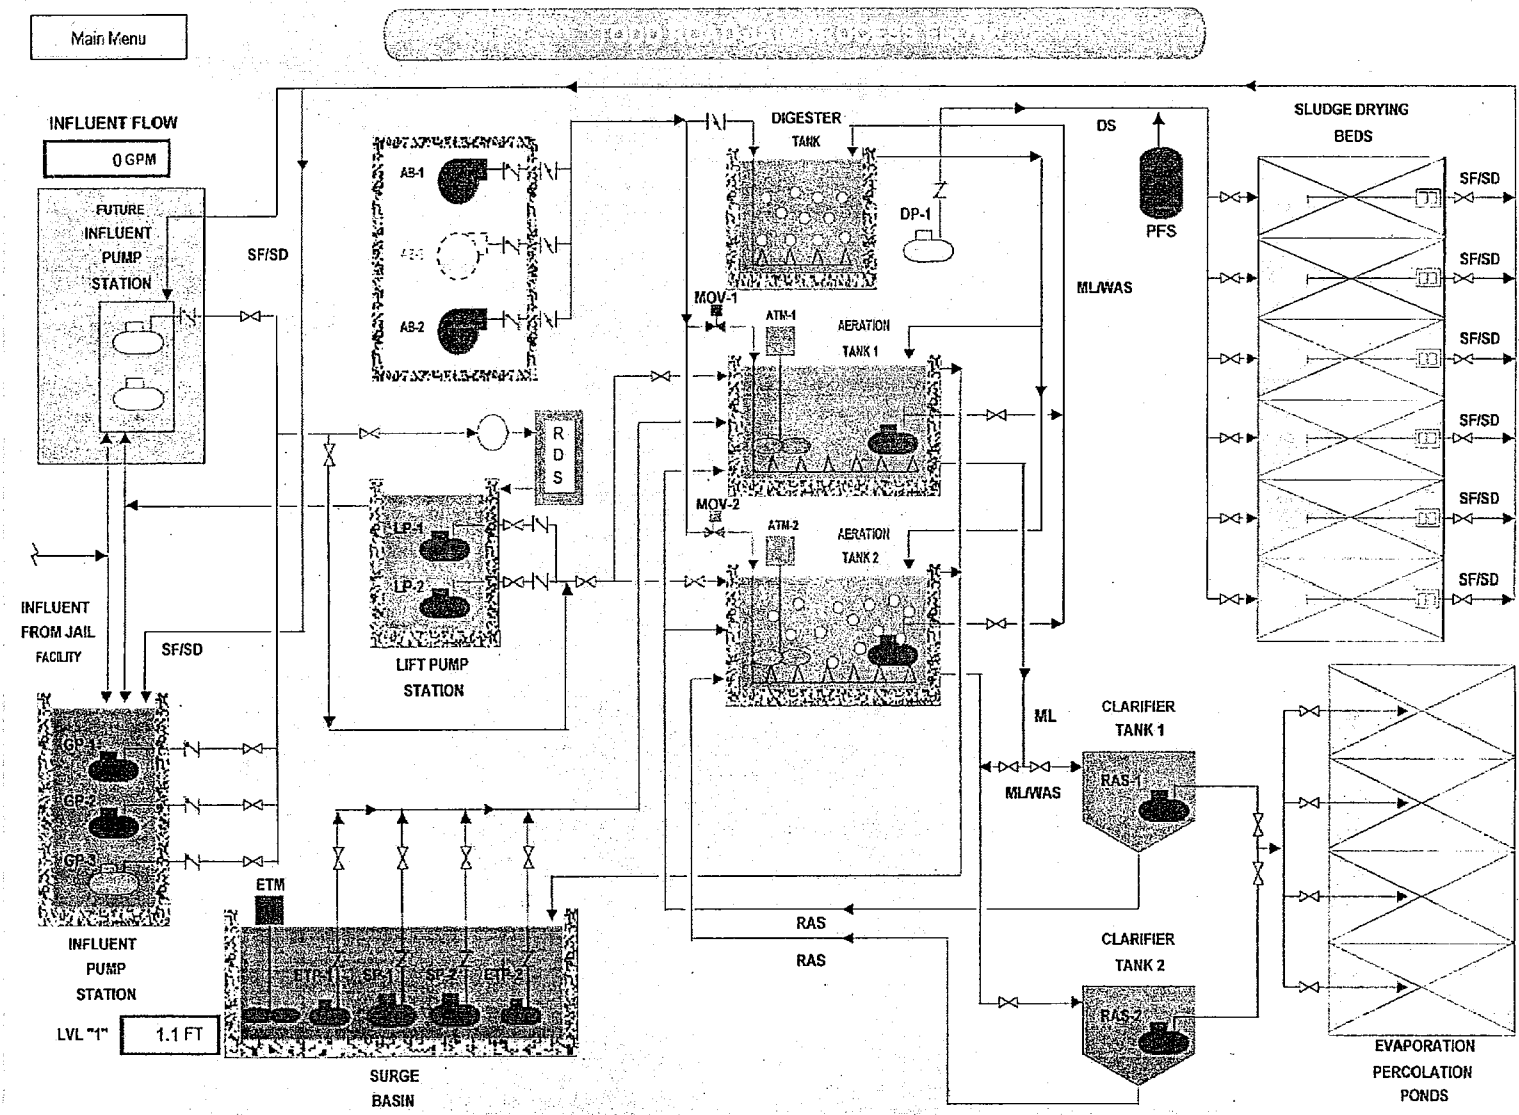 Main Menu
TODD ROAD JAIL PROCESS FLOW
INFLUENT FLOW
0 GPM
FUTURE
INFLUENT
PUMP
STATION
SF/SD
AB-1
AB-2
DIGESTER
TANK
DP-1
DS
PFS
SLUDGE DRYING
BEDS
SF/SD
SF/SD
SF/SD
SF/SD
SF/SD
SF/SD
ML/WAS
MOV-1
ATM-1
AERATION
TANK 1
R
D
S
LP-1
LP-2
LIFT PUMP
STATION
MOV-2
ATM-2
AERATION
TANK 2
INFLUENT
FROM JAIL
FACILITY
SF/SD
GP-1
GP-2
GP-3
INFLUENT
PUMP
STATION
LVL "1"
1.1 FT
ETM
ETP-1
SP-1
SP-2
ETP-2
SURGE
BASIN
ML
ML/WAS
CLARIFIER
TANK 1
RAS-1
RAS
RAS
CLARIFIER
TANK 2
RAS-2
EVAPORATION
PERCOLATION
PONDS